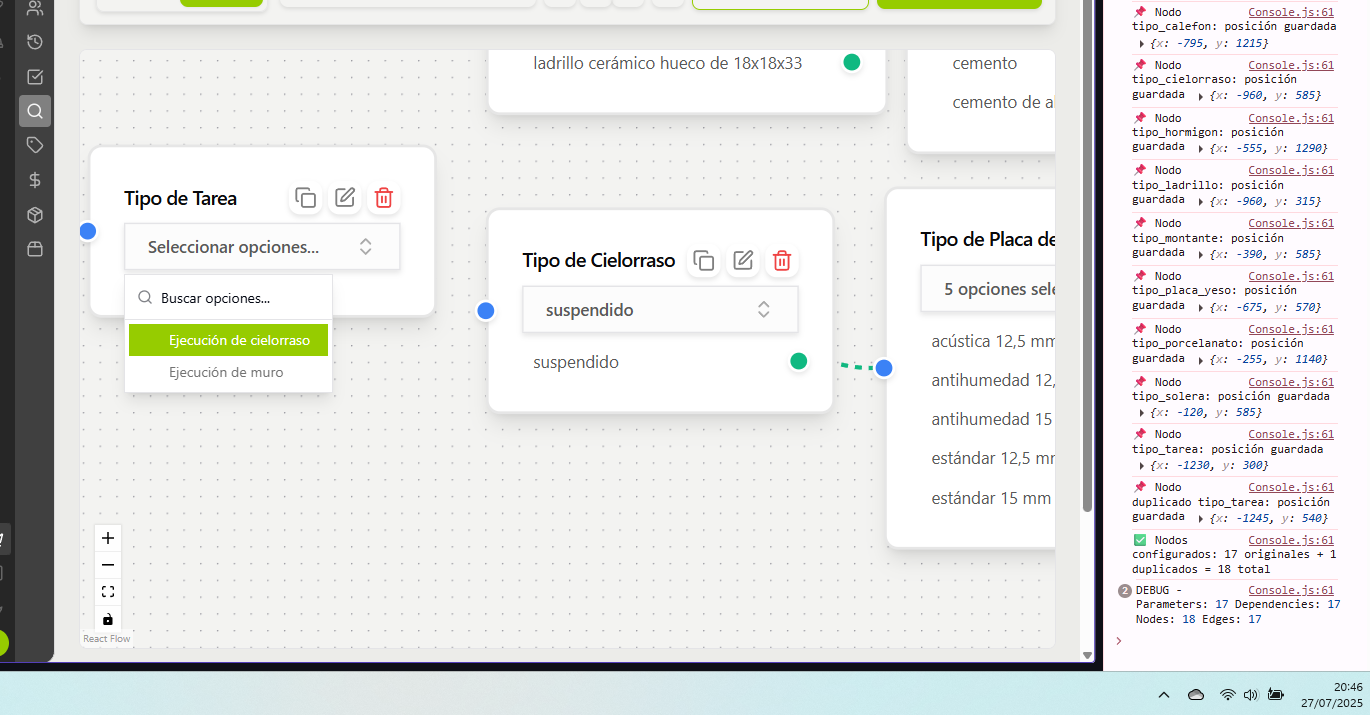 ladrillo cerámico hueco de 18x18x33
cemento
cemento de al
Tipo de Tarea
Seleccionar opciones...
Buscar opciones...
Ejecución de cielorraso
Ejecución de muro
Tipo de Cielorraso
suspendido
suspendido
Tipo de Placa de
5 opciones sele
acústica 12,5 mm
antihumedad 12,
antihumedad 15
estándar 12,5 mm
estándar 15 mm
React Flow
Nodo Console.js:61
tipo_calefon: posición guardada
{x: -795, y: 1215}
Nodo Console.js:61
tipo_cielorraso: posición
guardada {x: -960, y: 585}
Nodo Console.js:61
tipo_hormigon: posición
guardada {x: -555, y: 1290}
Nodo Console.js:61
tipo_ladrillo: posición
guardada {x: -960, y: 315}
Nodo Console.js:61
tipo_montante: posición
guardada {x: -390, y: 585}
Nodo Console.js:61
tipo_placa_yeso: posición
guardada {x: -675, y: 570}
Nodo Console.js:61
tipo_porcelanato: posición
guardada {x: -255, y: 1140}
Nodo Console.js:61
tipo_solera: posición guardada
{x: -120, y: 585}
Nodo Console.js:61
tipo_tarea: posición guardada
{x: -1230, y: 300}
Nodo Console.js:61
duplicado tipo_tarea: posición
guardada {x: -1245, y: 540}
Nodos Console.js:61
configurados: 17 originales + 1
duplicados = 18 total
2 DEBUG - Console.js:61
Parameters: 17 Dependencies: 17
Nodes: 18 Edges: 17
20:46
27/07/2025